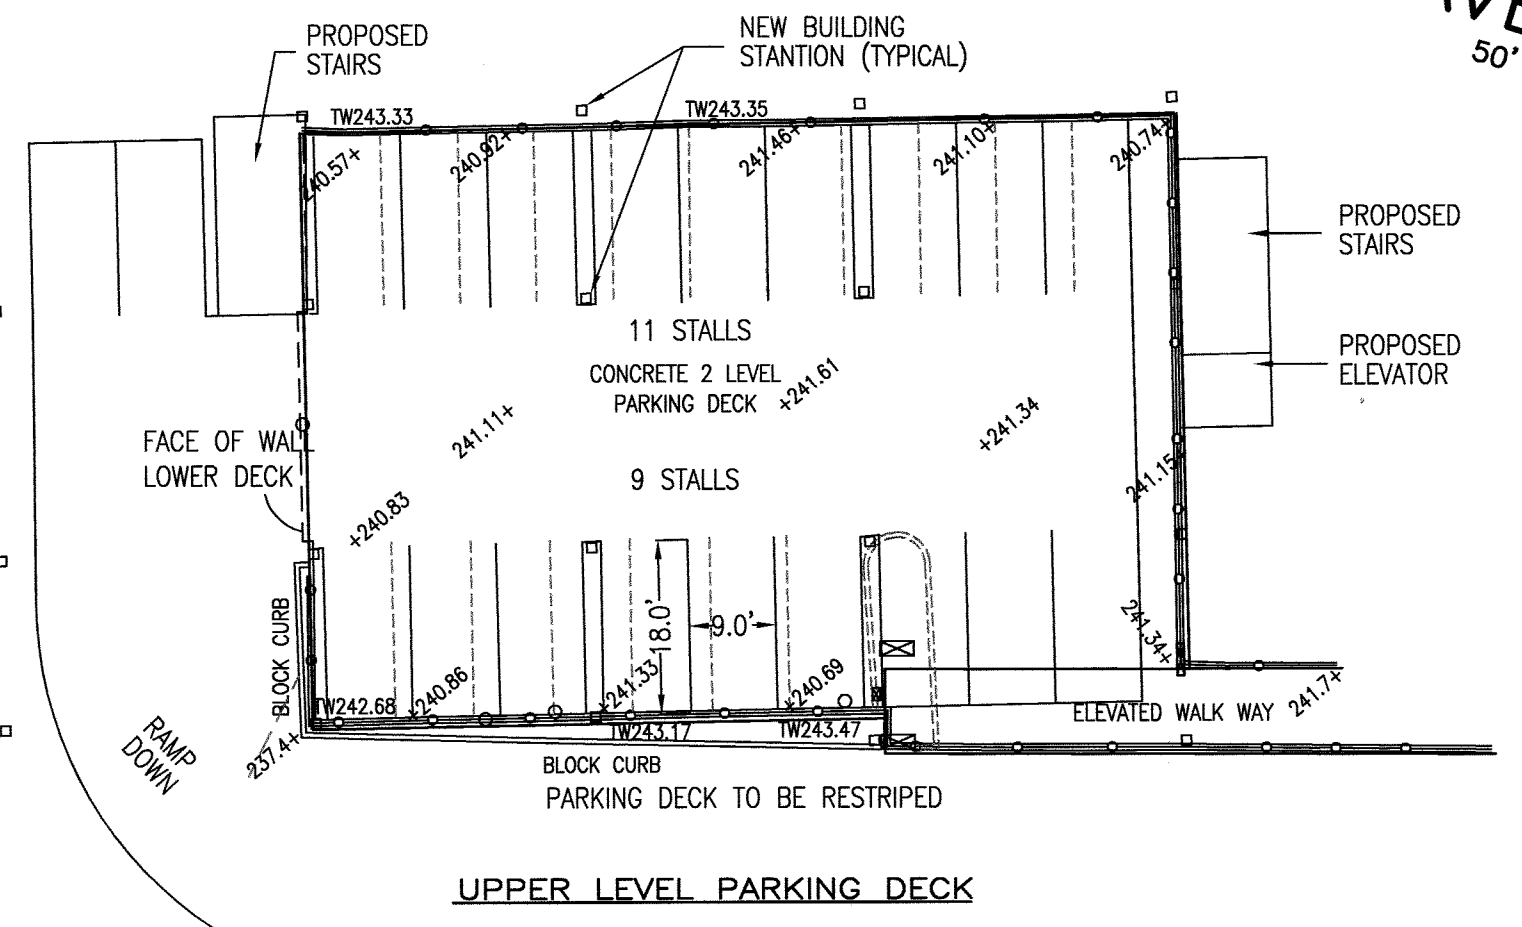 PROPOSED
STAIRS
NEW BUILDING
STANTION (TYPICAL)
50'
TW243.33
TW243.35
240.57+
240.92+
241.46+
241.10+
240.74+
PROPOSED
STAIRS
11 STALLS
CONCRETE 2 LEVEL
PARKING DECK
+241.61
PROPOSED
ELEVATOR
241.11+
+241.34
FACE OF WALL
LOWER DECK
9 STALLS
241.15+
+240.83
BLOCK CURB
18.0'
9.0'
241.34+
TW242.68
+240.86
+241.33
+240.69
TW243.17
TW243.47
ELEVATED WALK WAY
241.7+
RAMP
DOWN
237.4+
BLOCK CURB
PARKING DECK TO BE RESTRIPED
UPPER LEVEL PARKING DECK